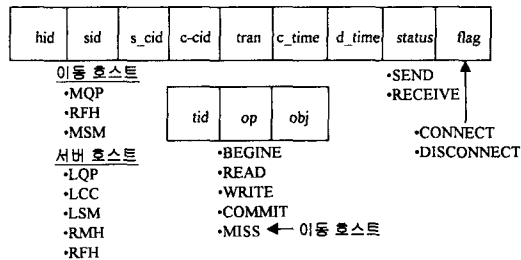 hid sid s_cid c-cid tran c_time d_time status flag
이동 호스트
•MQP
•RFH
•MSM
서버 호스트
•LQP
•LCC
•LSM
•RMH
•RFH
tid op obj
•BEGINE
•READ
•WRITE
•COMMIT
•MISS 이동 호스트
•SEND
•RECEIVE
•CONNECT
•DISCONNECT